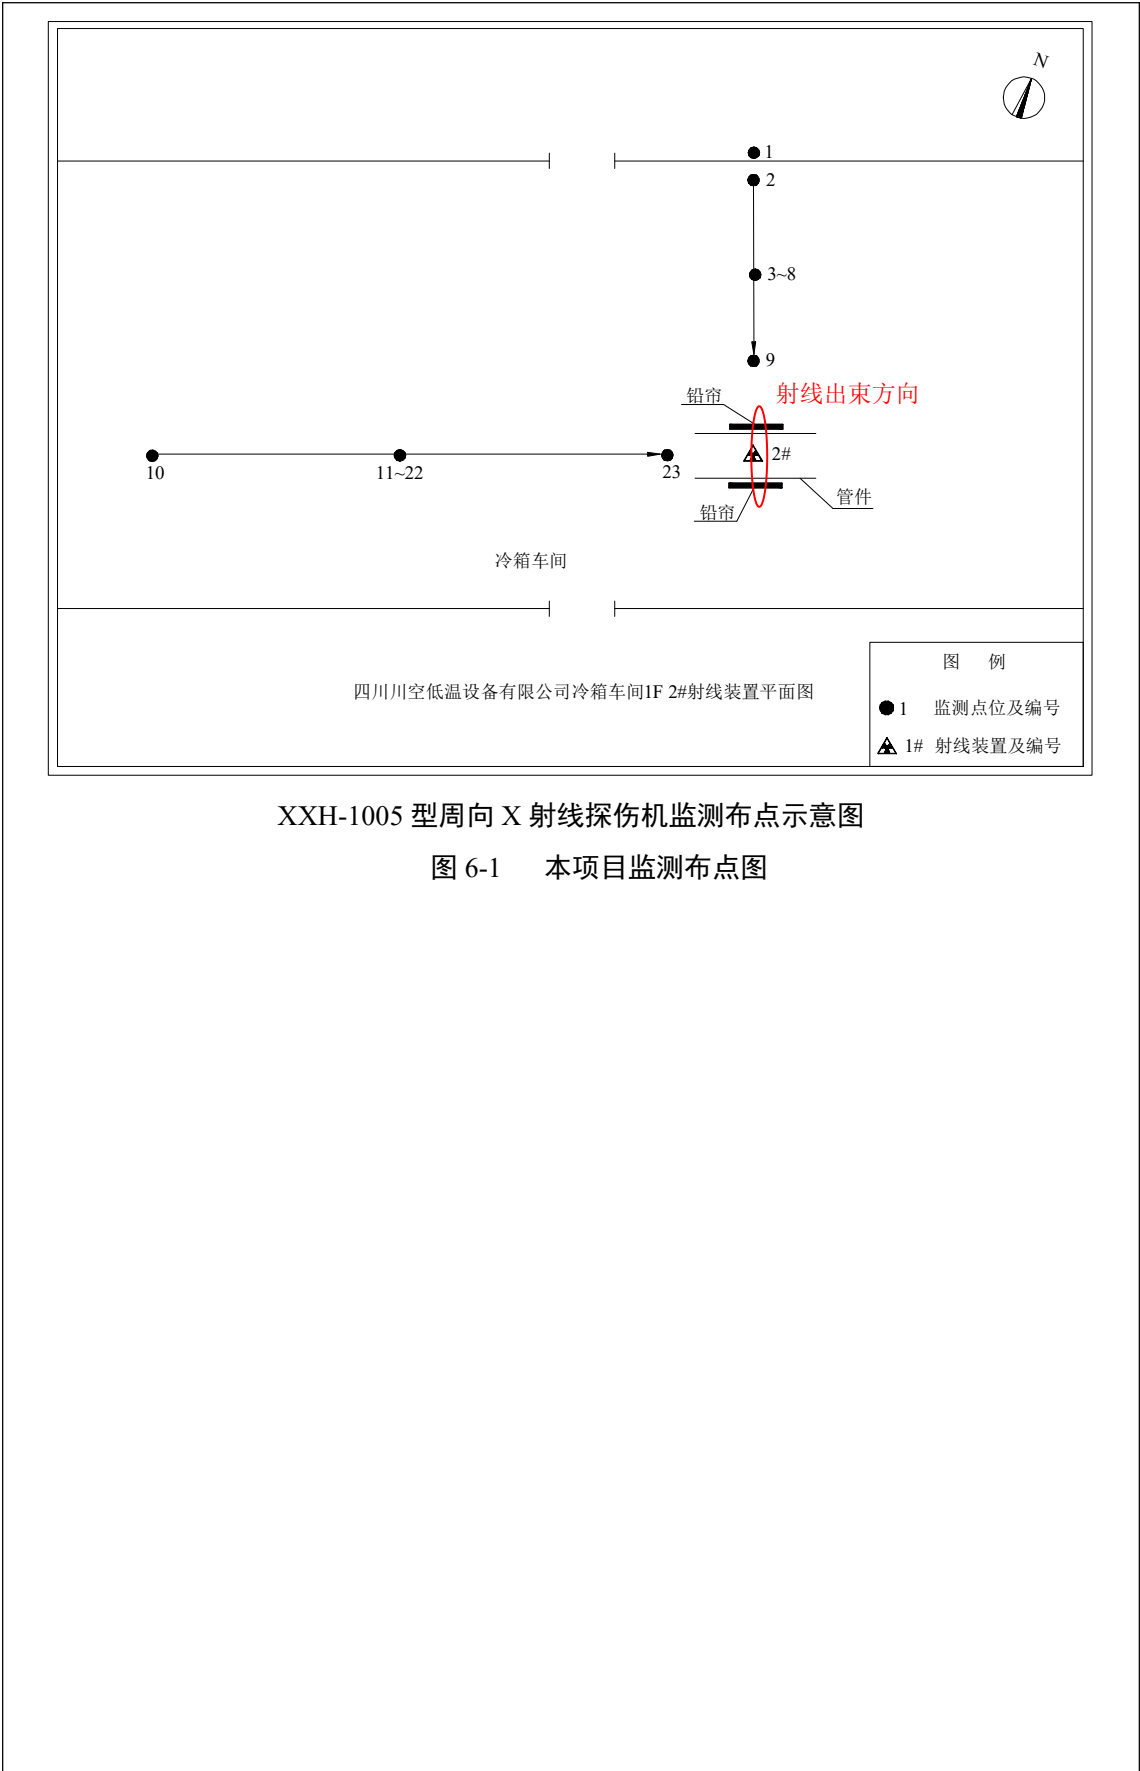 N
1
2
3~8
9
铅帘
射线出束方向
2#
10
11~22
23
管件
铅帘
冷箱车间
四川川空低温设备有限公司冷箱车间1F 2#射线装置平面图
图 例
1 监测点位及编号
1# 射线装置及编号
XXH-1005 型周向 X 射线探伤机监测布点示意图
图 6-1 本项目监测布点图